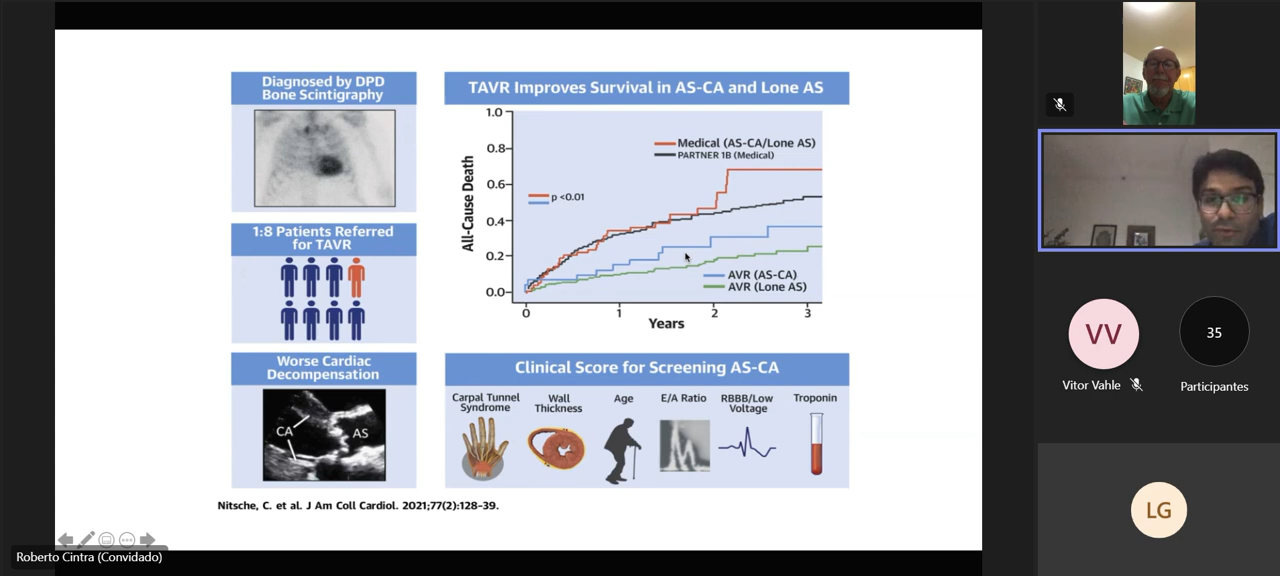 Diagnosed by DPD
Bone Scintigraphy
1:8 Patients Referred
for TAVR
Worse Cardiac
Decompensation
CA
AS
TAVR Improves Survival in AS-CA and Lone AS
All-Cause Death
1.0
0.8
0.6
0.4
0.2
0.0
Medical (AS-CA/Lone AS)
PARTNER 1B (Medical)
p <0.01
AVR (AS-CA)
AVR (Lone AS)
0
1
2
3
Years
Clinical Score for Screening AS-CA
Carpal Tunnel
Syndrome
Wall
Thickness
Age
E/A Ratio
RBBB/Low
Voltage
Troponin
Nitsche, C. et al. J Am Coll Cardiol. 2021;77(2):128–39.
Roberto Cintra (Convidado)
VV
Vitor Vahle
35
Participantes
LG